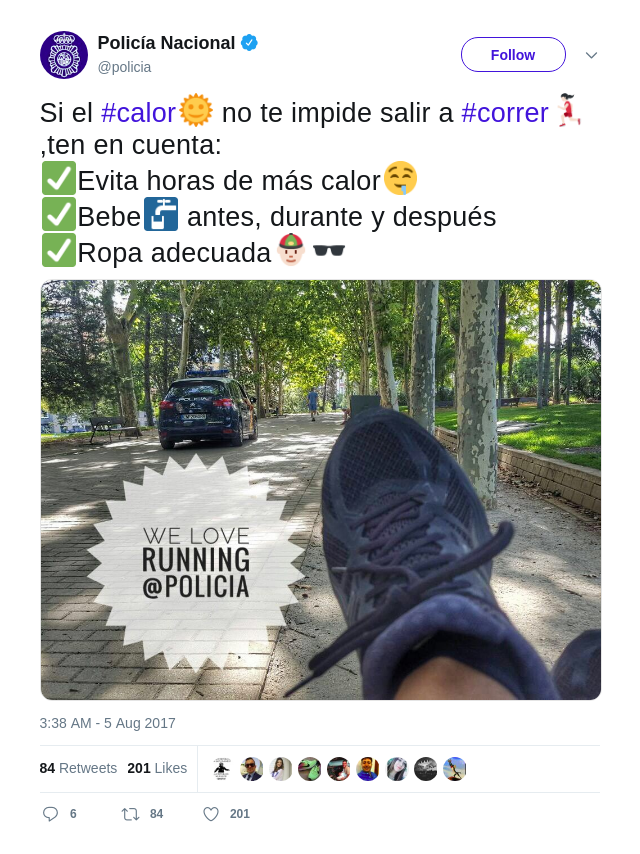 Policía Nacional
@policia
Follow
Si el #calor🌞 no te impide salir a #correr🏃
,ten en cuenta:
✅Evita horas de más calor🤤
✅Bebe🚰 antes, durante y después
✅Ropa adecuada👲🕶
POLICIA
WE LOVE
RUNNING
@POLICIA
3:38 AM - 5 Aug 2017
84 Retweets 201 Likes
6 84 201